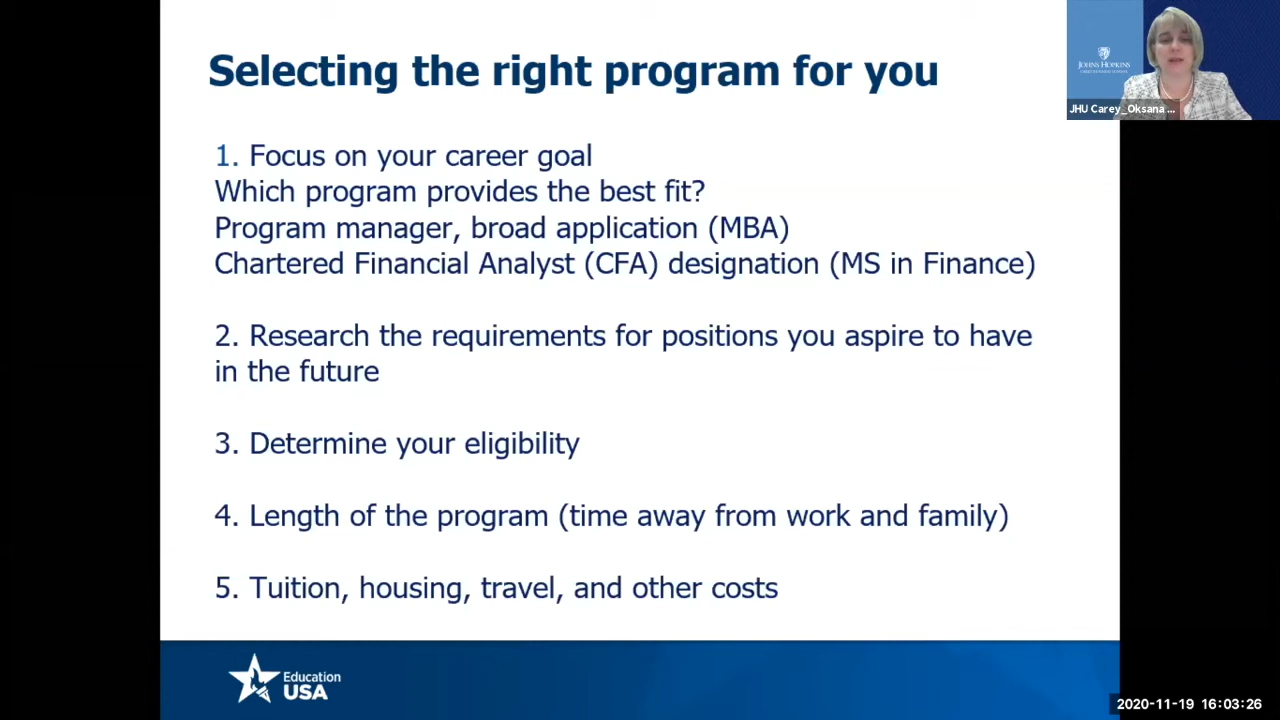 Selecting the right program for you
JOHNS HOPKINS
JHU Carey_Oksana ...
1. Focus on your career goal
Which program provides the best fit?
Program manager, broad application (MBA)
Chartered Financial Analyst (CFA) designation (MS in Finance)
2. Research the requirements for positions you aspire to have
in the future
3. Determine your eligibility
4. Length of the program (time away from work and family)
5. Tuition, housing, travel, and other costs
Education
USA
2020-11-19 16:03:26